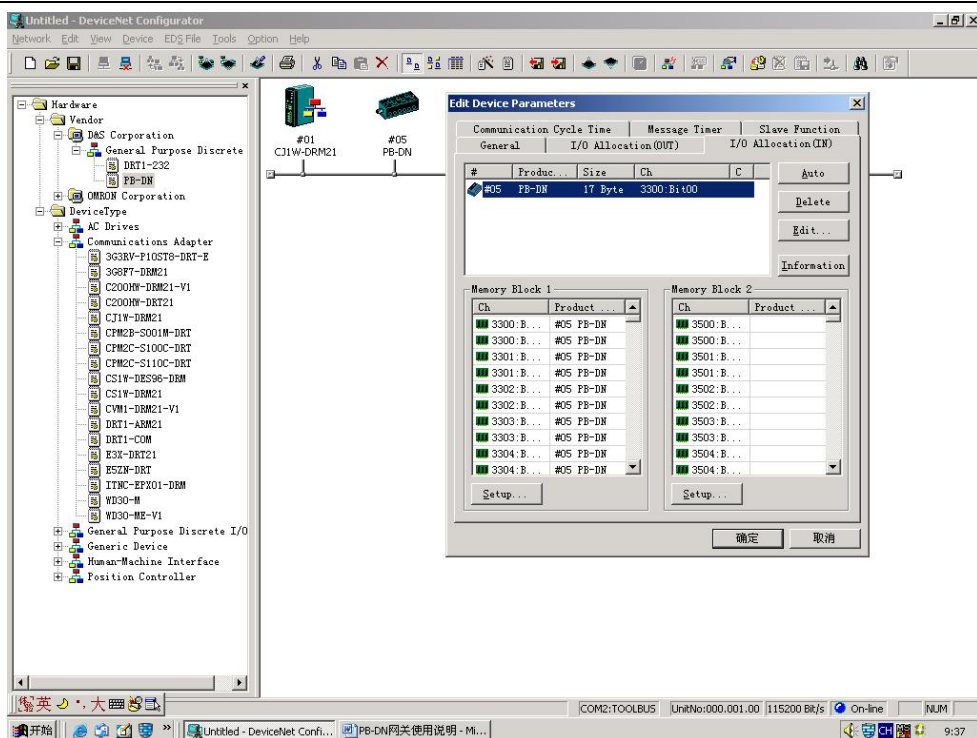 Untitled - DeviceNet Configurator
Network Edit View Device EDS File Tools Option Help
Hardware
Vendor
D&S Corporation
General Purpose Discrete
DRT1-232
PB-DN
OMRON Corporation
DeviceType
AC Drives
Communications Adapter
3G3RV-P10ST8-DRT-E
3G8F7-DRM21
C200HW-DRM21-V1
C200HW-DRT21
CJ1W-DRM21
CPM2B-S001M-DRT
CPM2C-S100C-DRT
CPM2C-S110C-DRT
CS1W-DES96-DRM
CS1W-DRM21
CVM1-DRM21-V1
DRT1-ARM21
DRT1-COM
E3X-DRT21
E5ZN-DRT
ITNC-EPX01-DRM
WD30-M
WD30-ME-V1
General Purpose Discrete I/O
Generic Device
Human-Machine Interface
Position Controller
#01
CJ1W-DRM21
#05
PB-DN
Edit Device Parameters
Communication Cycle Time Message Timer Slave Function
General I/O Allocation(OUT) I/O Allocation(IN)
# Produc... Size Ch C
#05 PB-DN 17 Byte 3300:Bit00
Auto
Delete
Edit...
Information
Memory Block 1
Ch Product ...
3300:B... #05 PB-DN
3300:B... #05 PB-DN
3301:B... #05 PB-DN
3301:B... #05 PB-DN
3302:B... #05 PB-DN
3302:B... #05 PB-DN
3303:B... #05 PB-DN
3303:B... #05 PB-DN
3304:B... #05 PB-DN
3304:B... #05 PB-DN
Setup...
Memory Block 2
Ch Product ...
3500:B...
3500:B...
3501:B...
3501:B...
3502:B...
3502:B...
3503:B...
3503:B...
3504:B...
3504:B...
Setup...
确定 取消
英 大
COM2:TOOLBUS UnitNo:000.001.00 115200 Bit/s On-line NUM
开始 Untitled - DeviceNet Confi... PB-DN网关使用说明 - Mi... CH 9:37